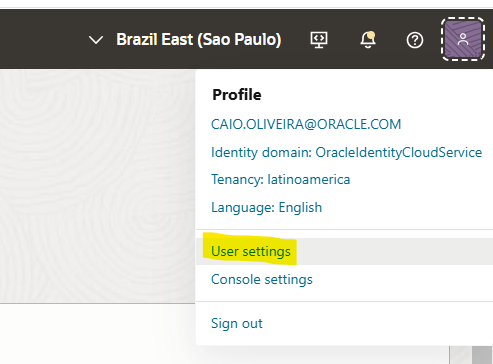 Brazil East (Sao Paulo)
Profile
CAIO.OLIVEIRA@ORACLE.COM
Identity domain: OracleIdentityCloudService
Tenancy: latinoamerica
Language: English
User settings
Console settings
Sign out